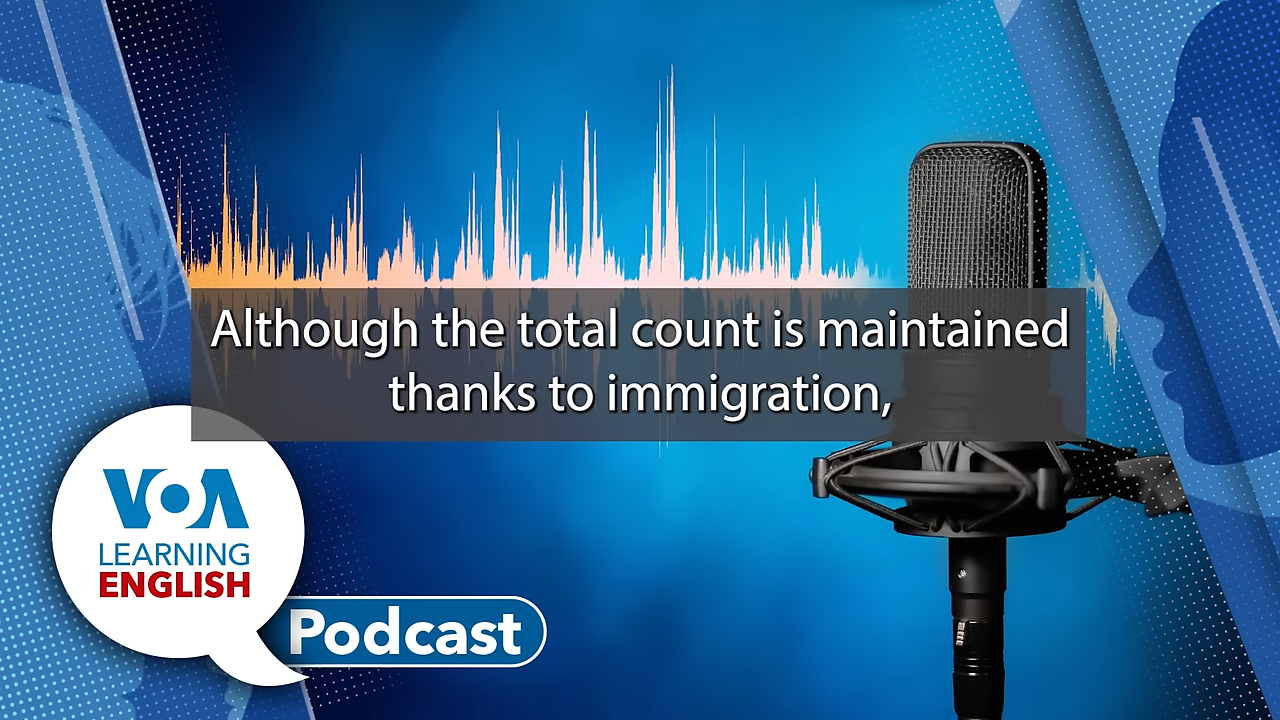 Although the total count is maintained
thanks to immigration,
VOA
LEARNING
ENGLISH
Podcast